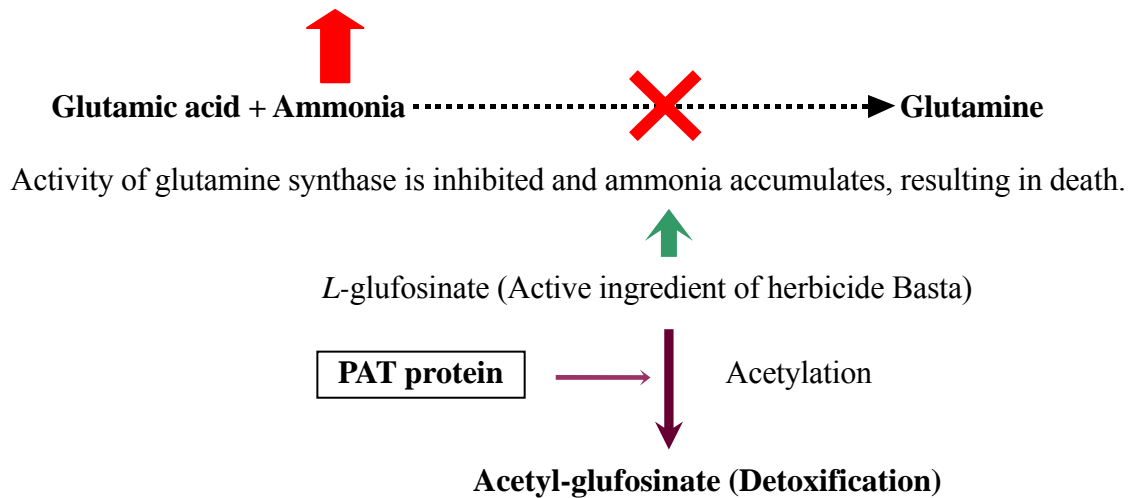 Glutamic acid + Ammonia Glutamine
Activity of glutamine synthase is inhibited and ammonia accumulates, resulting in death.
L-glufosinate (Active ingredient of herbicide Basta)
PAT protein Acetylation
Acetyl-glufosinate (Detoxification)